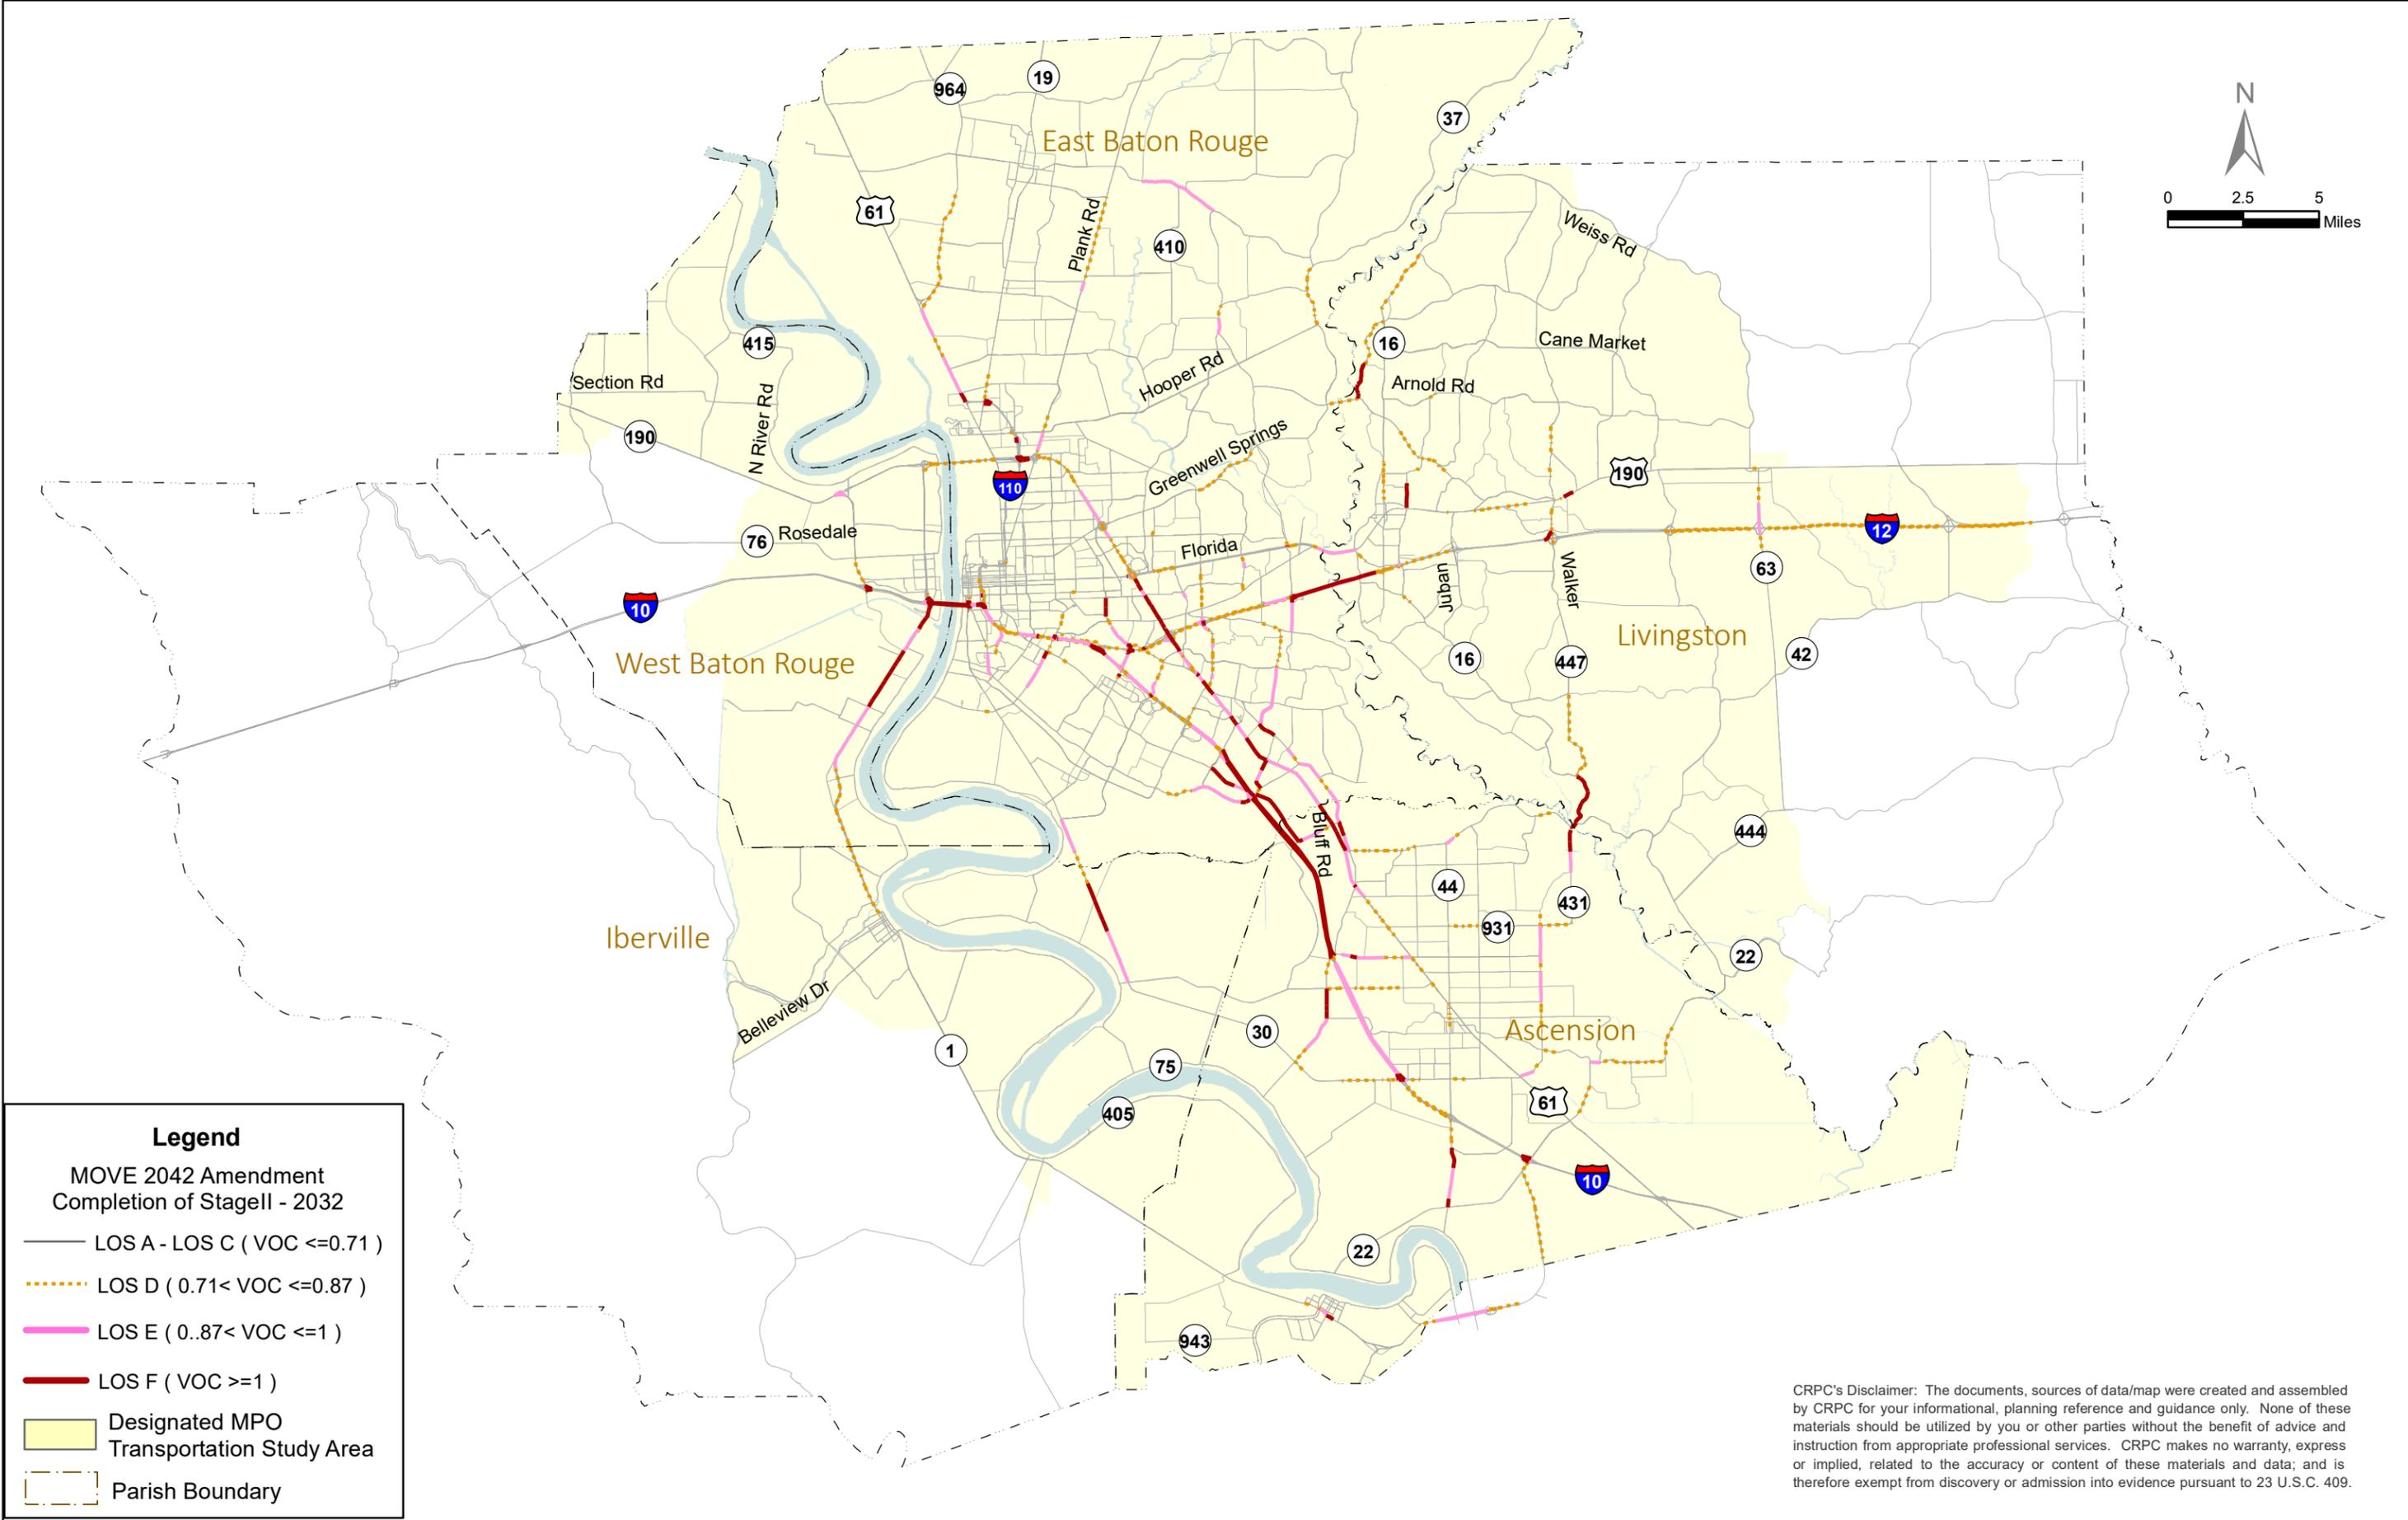 964
19
37
East Baton Rouge
N
0 2.5 5
Miles
61
Plank Rd
410
Weiss Rd
415
16
Cane Market
Section Rd
Hooper Rd
Arnold Rd
N River Rd
190
Greenwell Springs
190
110
76 Rosedale
Florida
12
63
10
Juban
Walker
West Baton Rouge
Livingston
16
447
42
Bluff Rd
444
44
431
931
Iberville
22
Belleview Dr
1
30
Ascension
75
405
61
10
22
943
Legend
MOVE 2042 Amendment
Completion of StageII - 2032
LOS A - LOS C ( VOC <=0.71 )
LOS D ( 0.71< VOC <=0.87 )
LOS E ( 0..87< VOC <=1 )
LOS F ( VOC >=1 )
Designated MPO
Transportation Study Area
Parish Boundary
CRPC's Disclaimer: The documents, sources of data/map were created and assembled
by CRPC for your informational, planning reference and guidance only. None of these
materials should be utilized by you or other parties without the benefit of advice and
instruction from appropriate professional services. CRPC makes no warranty, express
or implied, related to the accuracy or content of these materials and data; and is
therefore exempt from discovery or admission into evidence pursuant to 23 U.S.C. 409.